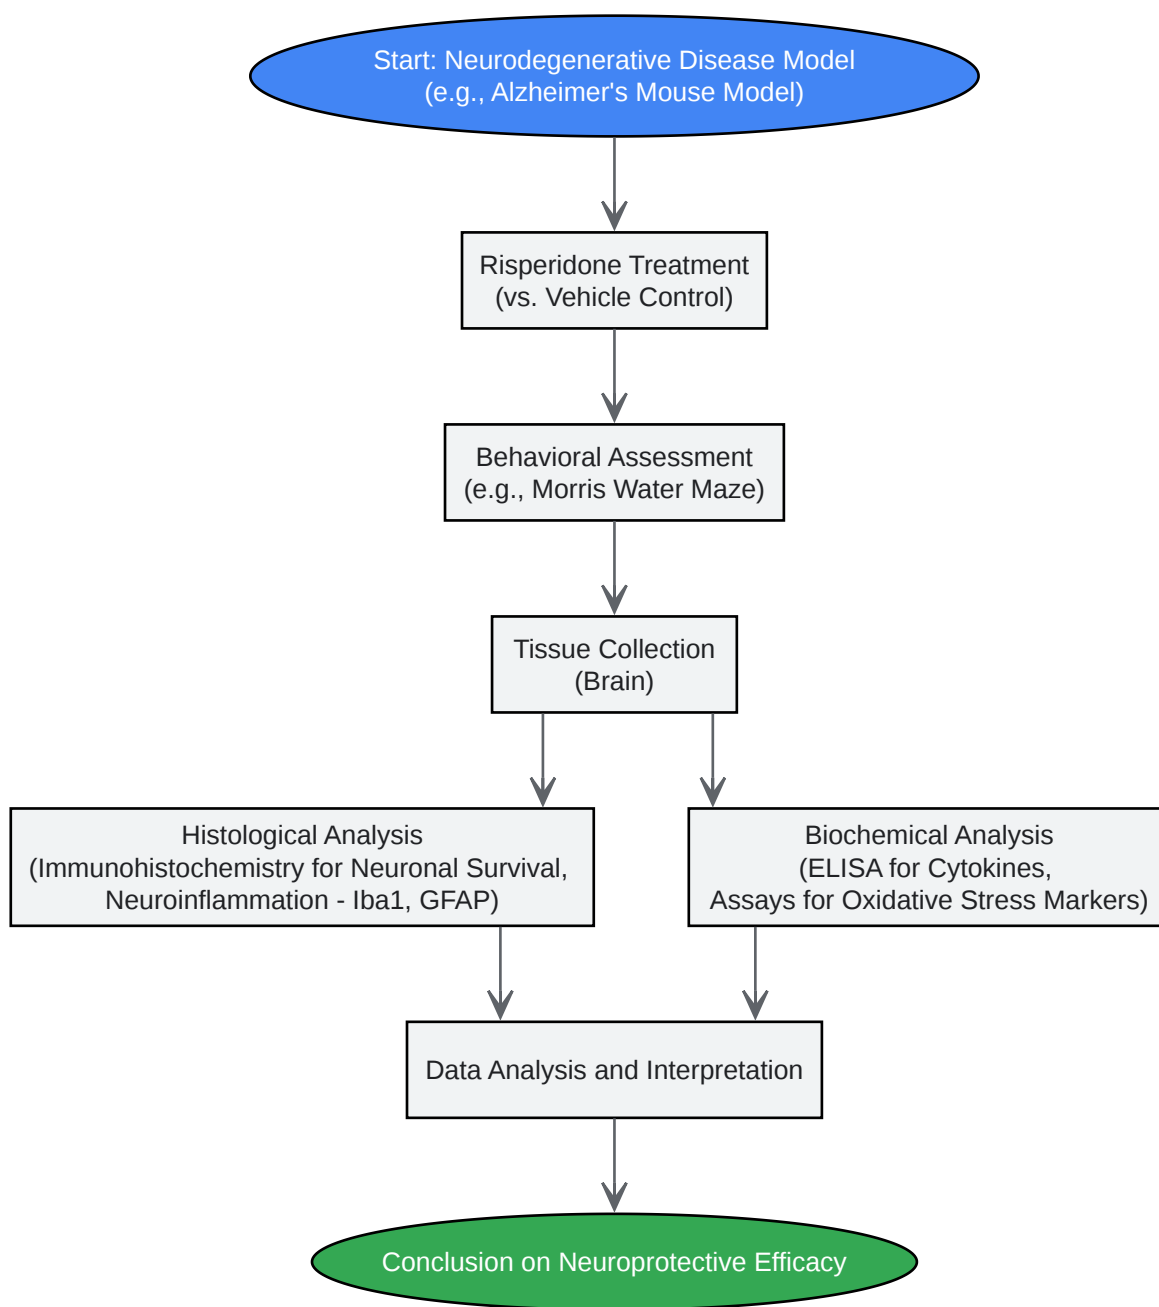 Start: Neurodegenerative Disease Model
(e.g., Alzheimer's Mouse Model)
Risperidone Treatment
(vs. Vehicle Control)
Behavioral Assessment
(e.g., Morris Water Maze)
Tissue Collection
(Brain)
Histological Analysis
(Immunohistochemistry for Neuronal Survival,
Neuroinflammation - Iba1, GFAP)
Biochemical Analysis
(ELISA for Cytokines,
Assays for Oxidative Stress Markers)
Data Analysis and Interpretation
Conclusion on Neuroprotective Efficacy